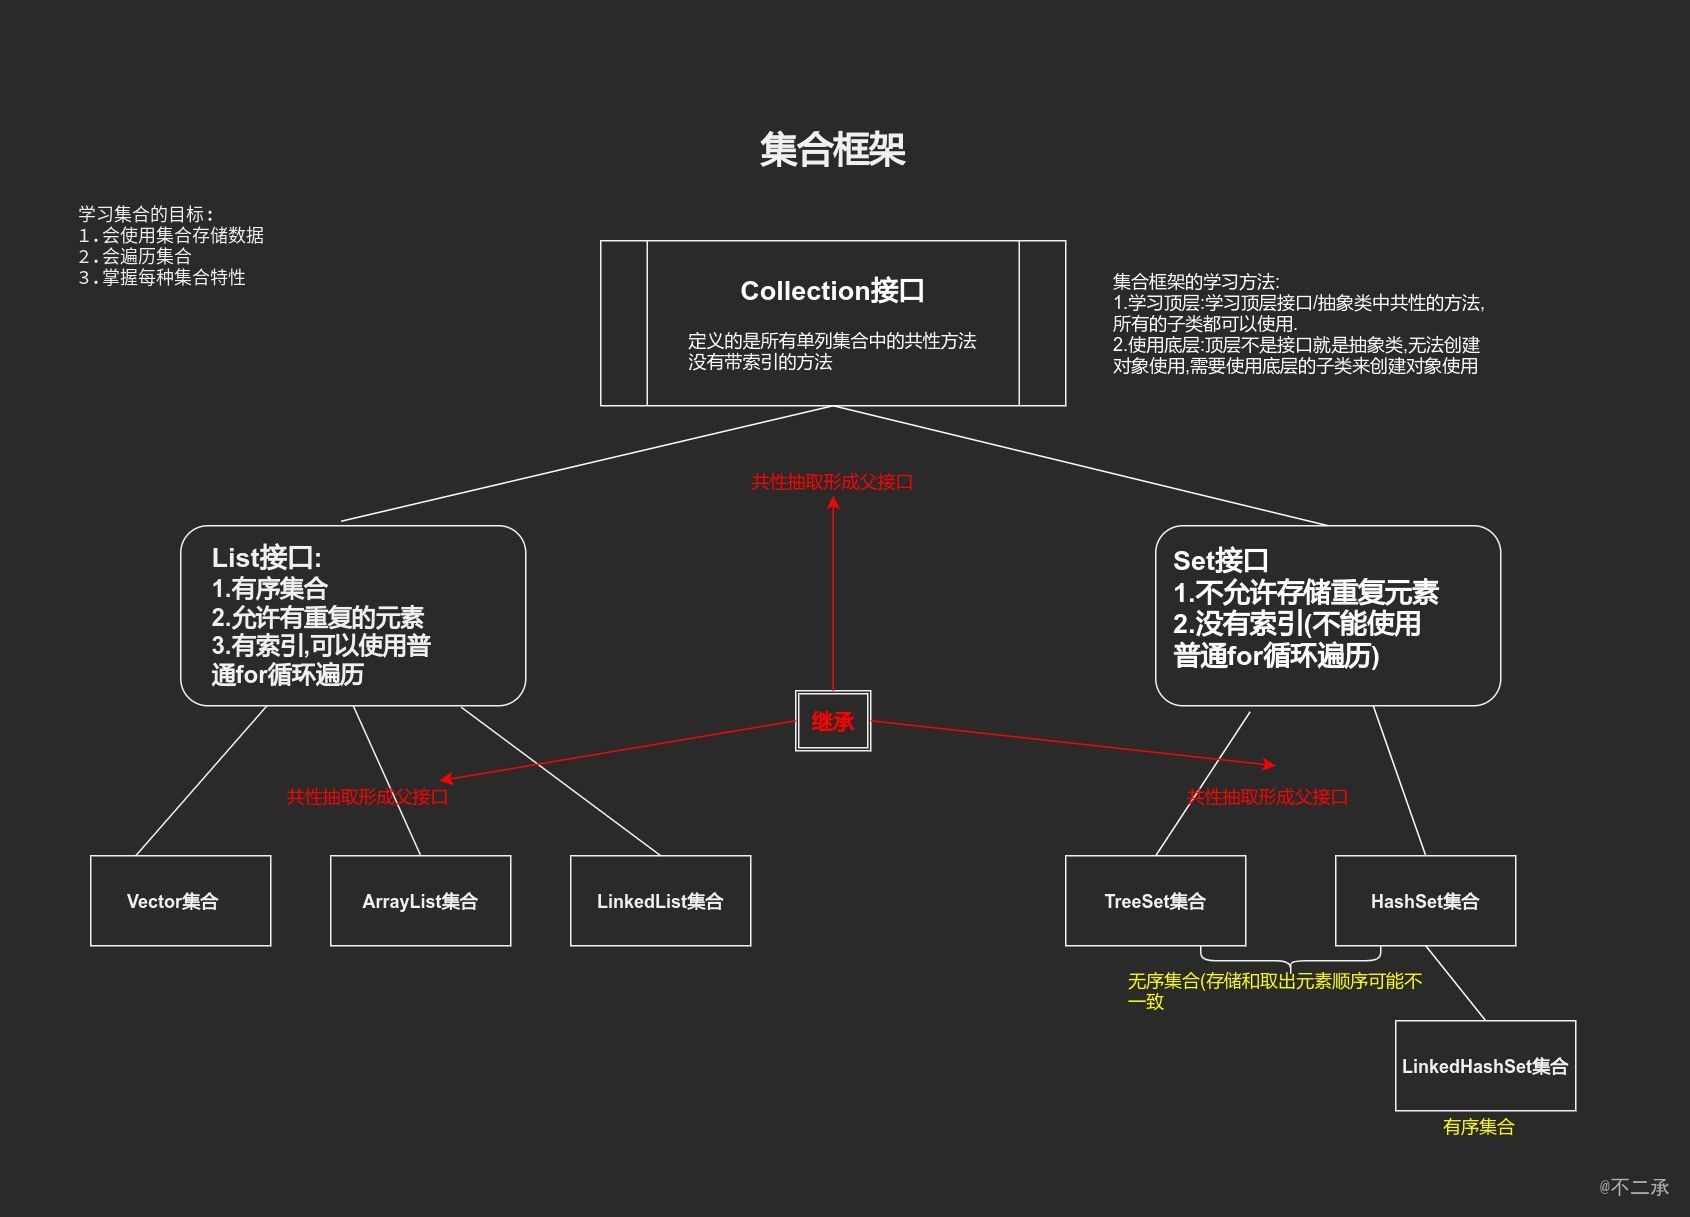 集合框架
学习集合的目标:
1.会使用集合存储数据
2.会遍历集合
3.掌握每种集合特性
Collection接口
定义的是所有单列集合中的共性方法
没有带索引的方法
集合框架的学习方法:
1.学习顶层:学习顶层接口/抽象类中共性的方法,
所有的子类都可以使用.
2.使用底层:顶层不是接口就是抽象类,无法创建
对象使用,需要使用底层的子类来创建对象使用
共性抽取形成父接口
List接口:
1.有序集合
2.允许有重复的元素
3.有索引,可以使用普
通for循环遍历
Set接口
1.不允许存储重复元素
2.没有索引(不能使用
普通for循环遍历)
继承
共性抽取形成父接口
共性抽取形成父接口
Vector集合
ArrayList集合
LinkedList集合
TreeSet集合
HashSet集合
无序集合(存储和取出元素顺序可能不
一致
LinkedHashSet集合
有序集合
@不二承